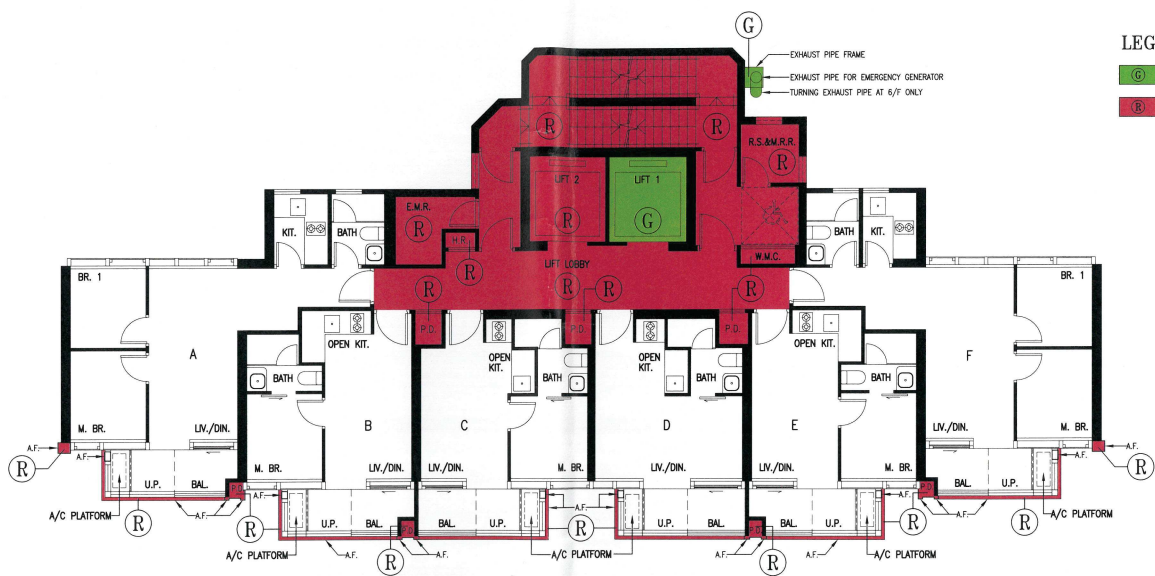 G
EXHAUST PIPE FRAME
EXHAUST PIPE FOR EMERGENCY GENERATOR
TURNING EXHAUST PIPE AT 6/F ONLY
LEG
G
R
R
R
R.S.&M.R.R.
R
LIFT 2
LIFT 1
R
G
E.M.R.
R
H.R.
R
KIT.
BATH
BATH
KIT.
W.M.C.
LIFT LOBBY
R
R
R
R
BR. 1
BR. 1
P.D.
P.D.
P.D.
A
OPEN KIT.
OPEN
KIT.
OPEN
KIT.
OPEN KIT.
F
BATH
BATH
BATH
BATH
B
C
D
E
M. BR.
LIV./DIN.
LIV./DIN.
M. BR.
A.F.
A.F.
R
R
A.F.
A.F.
M. BR.
LIV./DIN.
LIV./DIN.
M. BR.
LIV./DIN.
LIV./DIN.
M. BR.
U.P.
BAL.
P.D.
A.F.
A.F.
A.F.
P.D.
BAL.
U.P.
A/C PLATFORM
R
A.F.
R
A.F.
R
A.F.
R
A/C PLATFORM
R
R
U.P.
BAL.
P.D.
BAL.
U.P.
U.P.
BAL.
P.D.
BAL.
U.P.
A/C PLATFORM
A.F.
A.F.
R
A/C PLATFORM
A/C PLATFORM
A.F.
R
A.F.
A/C PLATFORM